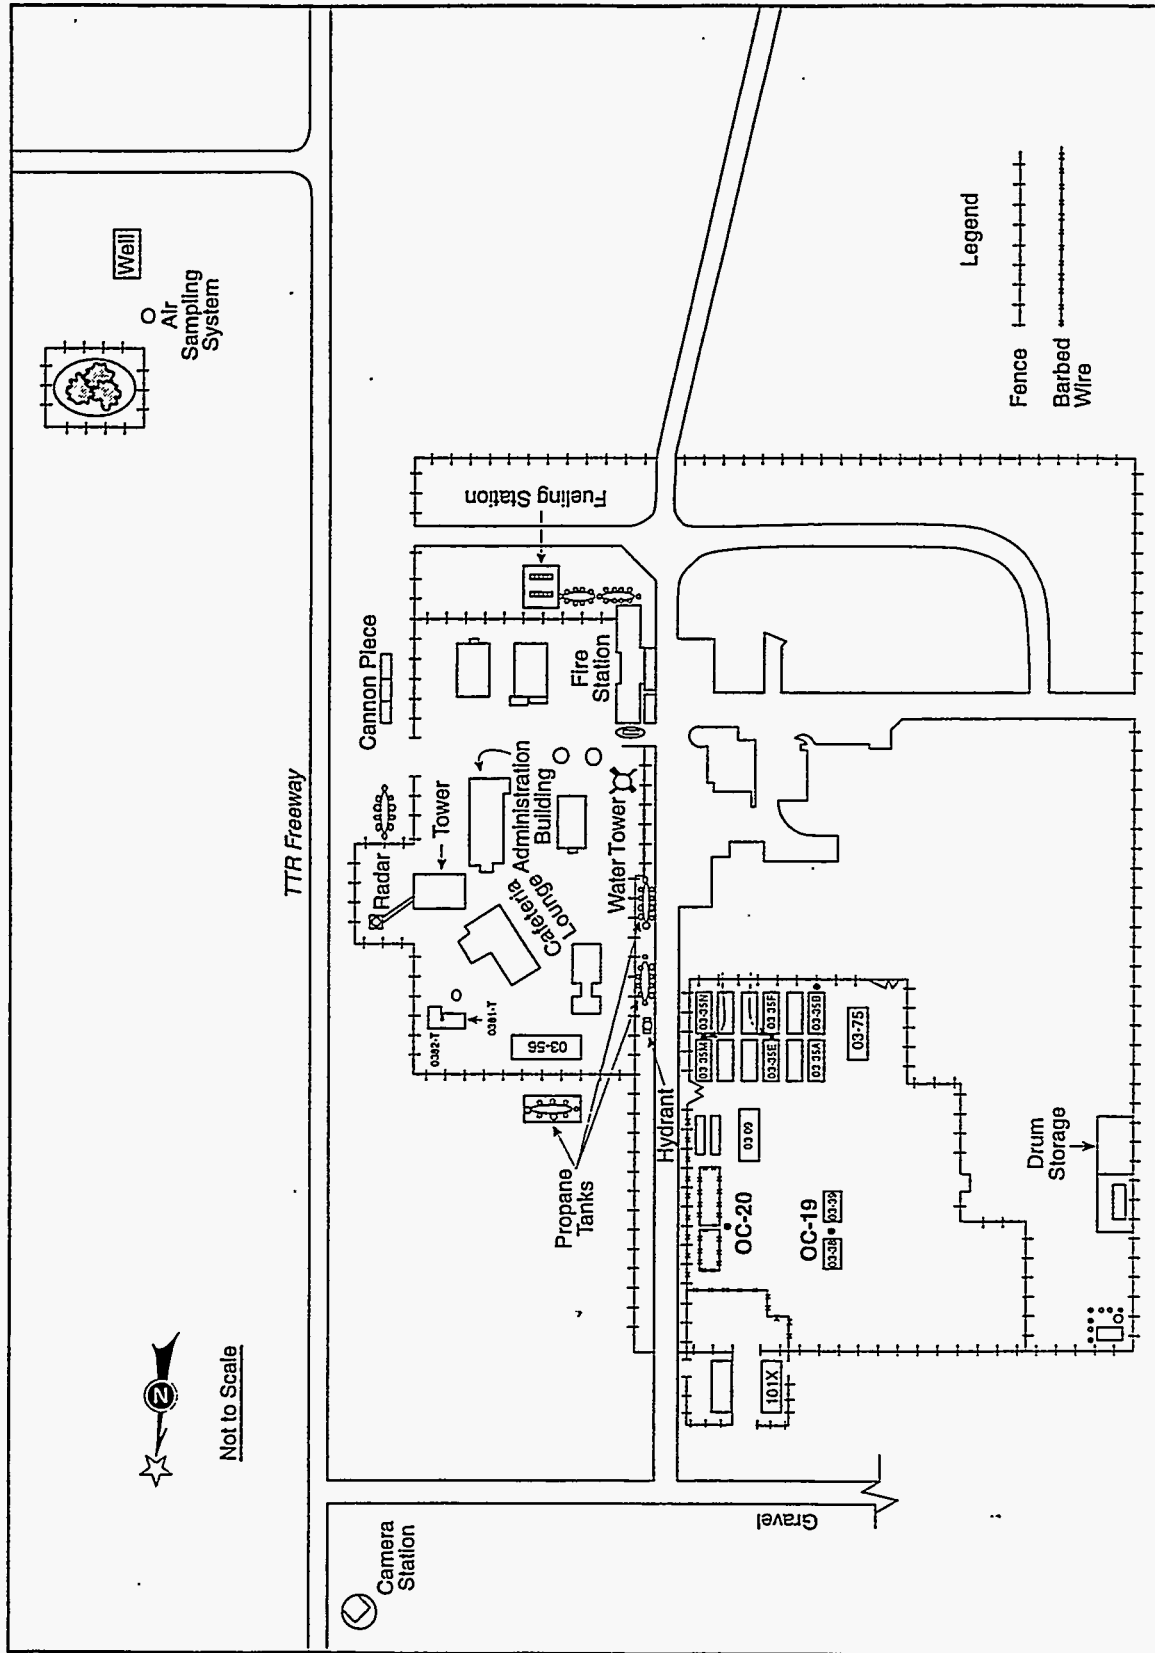 Well
Air
Sampling
System
TTR Freeway
Legend
Fence
Barbed
Wire
Fueling Station
Cannon Piece
Fire
Station
Administration
Building
Tower
Radar
Water Tower
Cafeteria
Lounge
0382-T
0381-T
03-56
Propane
Tanks
Hydrant
03-35N
03 35M
03 35F
03-35E
03-35B
03 35A
03-75
03 09
OC-20
OC-19
03-39
03-38
Drum
Storage
101X
N
Not to Scale
Camera
Station
Gravel